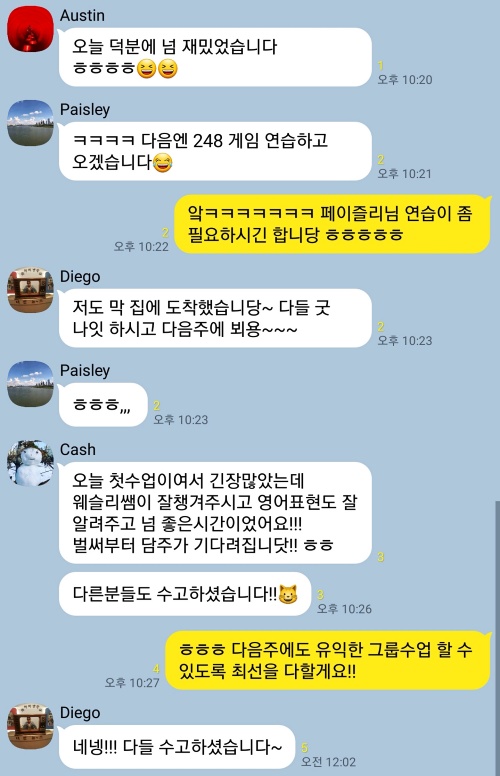 Austin
오늘 덕분에 넘 재밌었습니다
ㅎㅎㅎㅎ😆😆
1
오후 10:20
Paisley
ㅋㅋㅋㅋ 다음엔 248 게임 연습하고
오겠습니다😂
2
오후 10:21
앜ㅋㅋㅋㅋㅋㅋㅋ 페이즐리님 연습이 좀
필요하시긴 합니당 ㅎㅎㅎㅎㅎ
2
오후 10:22
Diego
저도 막 집에 도착했습니당~ 다들 굿
나잇 하시고 다음주에 뵈용~~~
2
오후 10:23
Paisley
ㅎㅎㅎ,,,
2
오후 10:23
Cash
오늘 첫수업이여서 긴장많았는데
웨슬리쌤이 잘챙겨주시고 영어표현도 잘
알려주고 넘 좋은시간이었어요!!!
벌써부터 담주가 기다려집니닷!! ㅎㅎ
3
다른분들도 수고하셨습니다!!😺
3
오후 10:26
ㅎㅎㅎ 다음주에도 유익한 그룹수업 할 수
있도록 최선을 다할게요!!
4
오후 10:27
Diego
네넹!!! 다들 수고하셨습니다~
6
오전 12:02